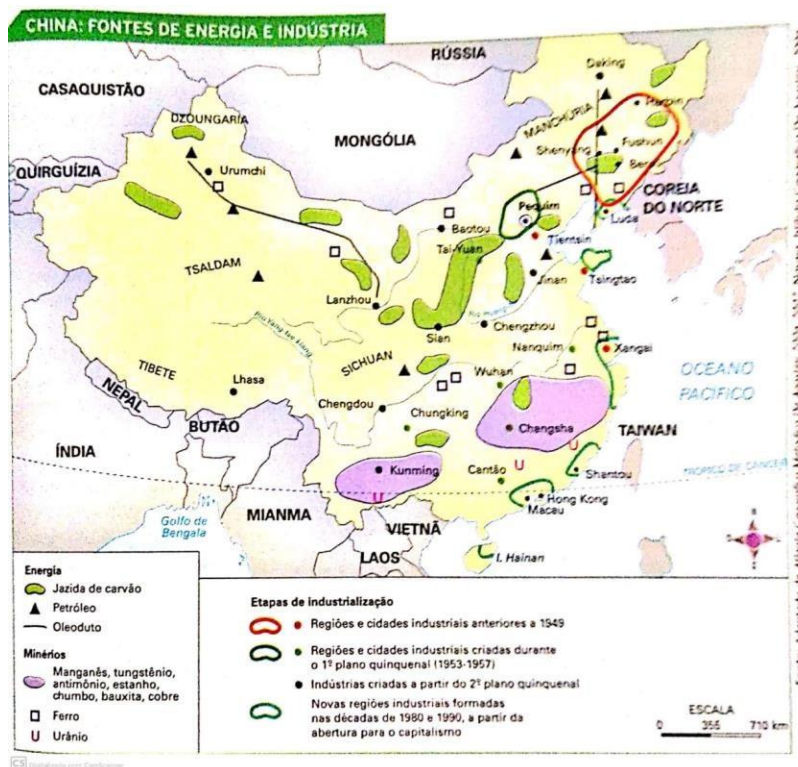 CHINA: FONTES DE ENERGIA E INDÚSTRIA
RÚSSIA
CASAQUISTÃO
Daking
DZOUNGARIA
MONGÓLIA
MANCHÚRIA
Harbin
QUIRGUÍZIA
Urumchi
Shenyang
Fushun
COREIA
DO NORTE
Pequim
Baotou
Luda
Tientsin
Tai-Yuan
TSALDAM
Jinan
Tsingtao
Lanzhou
Sian
Chengzhou
Nanquim
Xangai
SICHUAN
Wuhan
OCEANO
PACÍFICO
TIBETE
Lhasa
NEPAL
Chengdou
Chungking
Changsha
BUTÃO
TAIWAN
ÍNDIA
Kunming
Cantão
U
U
Shantou
TRÓPICO DE CÂNCER
U
Hong Kong
Macau
Golfo de
Bengala
MIANMA
VIETNÃ
LAOS
I. Hainan
Energia
Jazida de carvão
Petróleo
Oleoduto
Minérios
Manganês, tungstênio,
antimônio, estanho,
chumbo, bauxita, cobre
Ferro
U Urânio
Etapas de industrialização
Regiões e cidades industriais anteriores a 1949
Regiões e cidades industriais criadas durante
o 1º plano quinquenal (1953-1957)
Indústrias criadas a partir do 2º plano quinquenal
Novas regiões industriais formadas
nas décadas de 1980 e 1990, a partir da
abertura para o capitalismo
ESCALA
0 355 710 km
CS